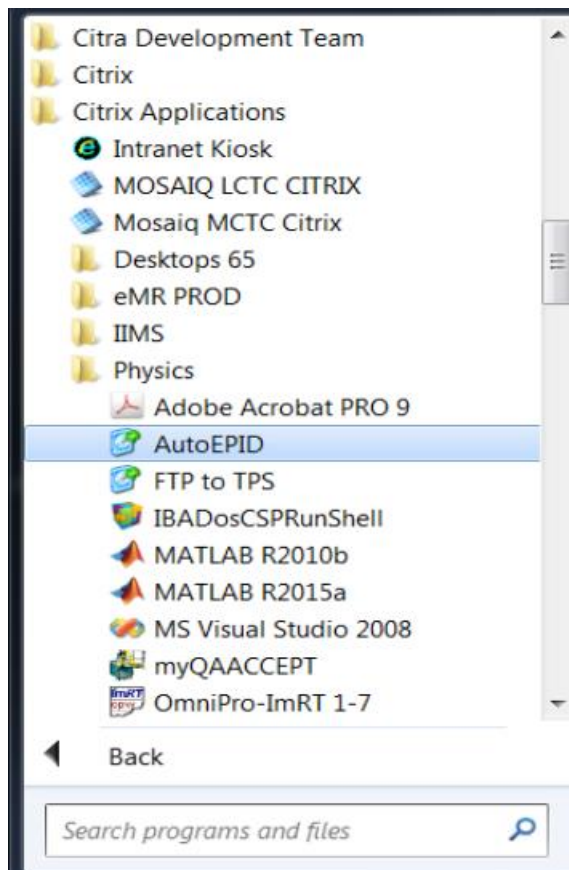 Citra Development Team
Citrix
Citrix Applications
Intranet Kiosk
MOSAIQ LCTC CITRIX
Mosaiq MCTC Citrix
Desktops 65
eMR PROD
IIMS
Physics
Adobe Acrobat PRO 9
AutoEPID
FTP to TPS
IBADosCSPRunShell
MATLAB R2010b
MATLAB R2015a
MS Visual Studio 2008
myQAACCEPT
OmniPro-ImRT 1-7
Back
Search programs and files